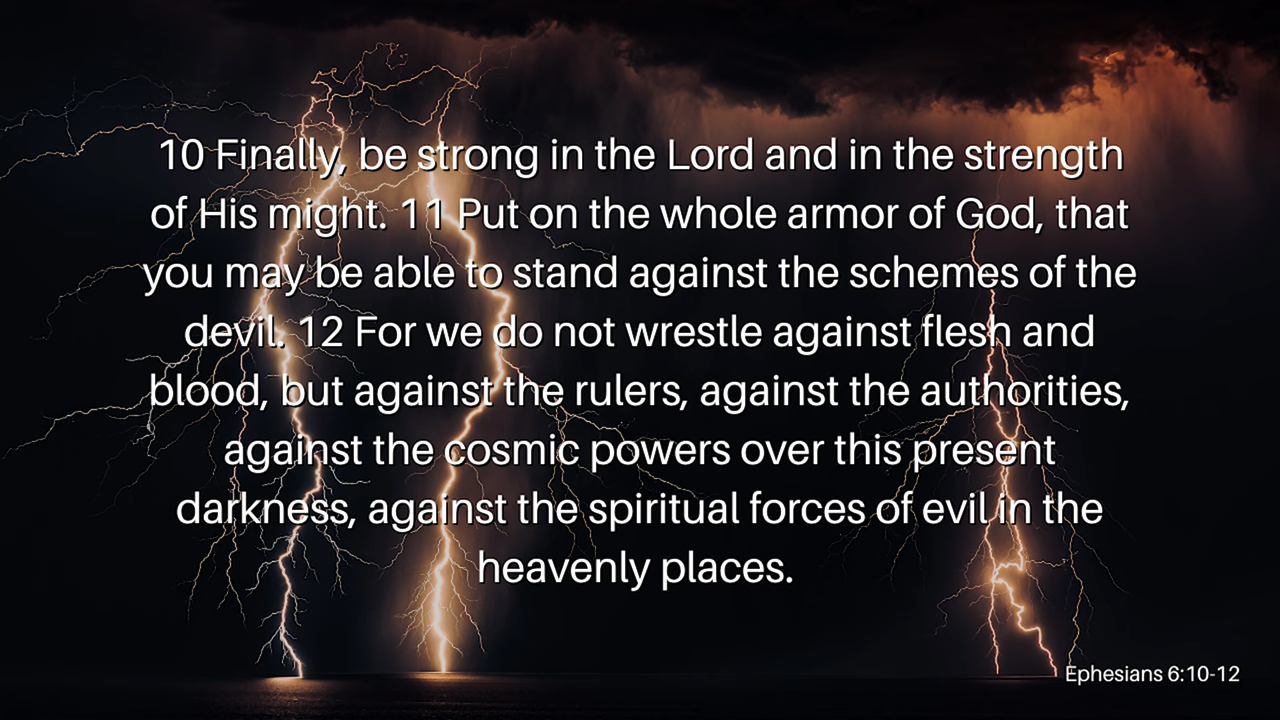 10 Finally, be strong in the Lord and in the strength
of His might. 11 Put on the whole armor of God, that
you may be able to stand against the schemes of the
devil. 12 For we do not wrestle against flesh and
blood, but against the rulers, against the authorities,
against the cosmic powers over this present
darkness, against the spiritual forces of evil in the
heavenly places.
Ephesians 6:10-12